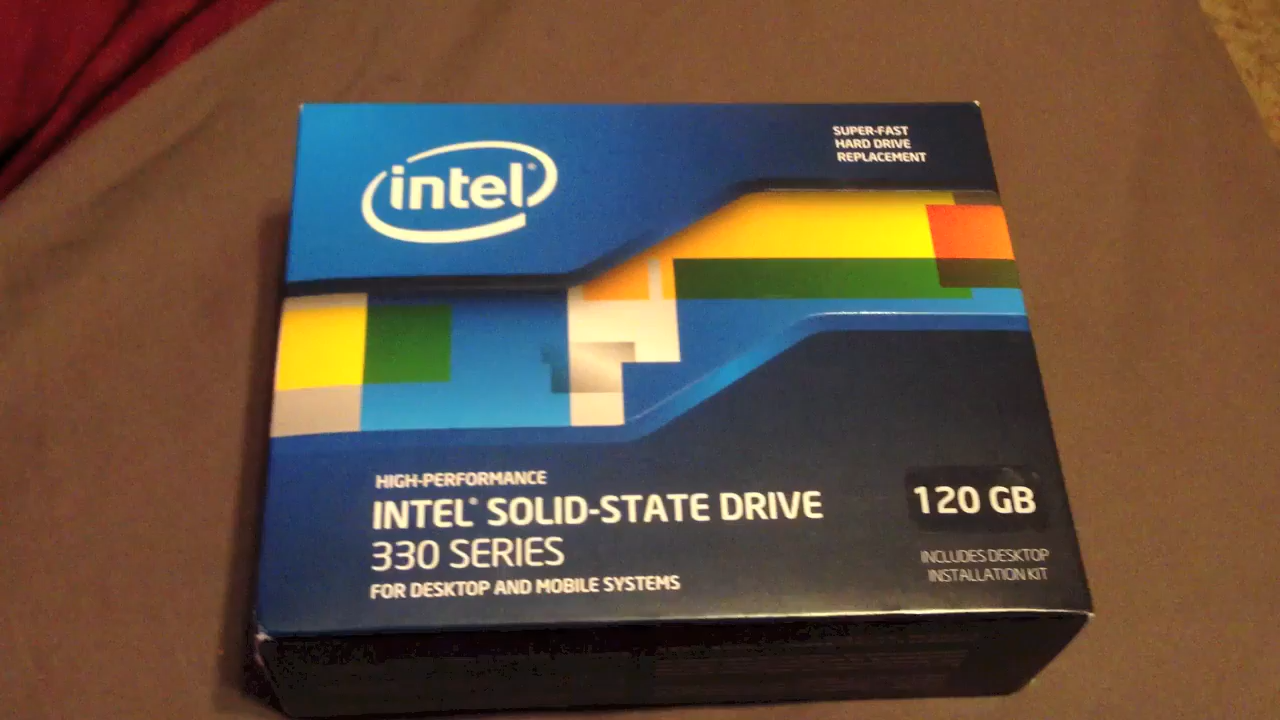 intel®
SUPER-FAST
HARD DRIVE
REPLACEMENT
HIGH-PERFORMANCE
INTEL® SOLID-STATE DRIVE
330 SERIES
FOR DESKTOP AND MOBILE SYSTEMS
120 GB
INCLUDES DESKTOP
INSTALLATION KIT